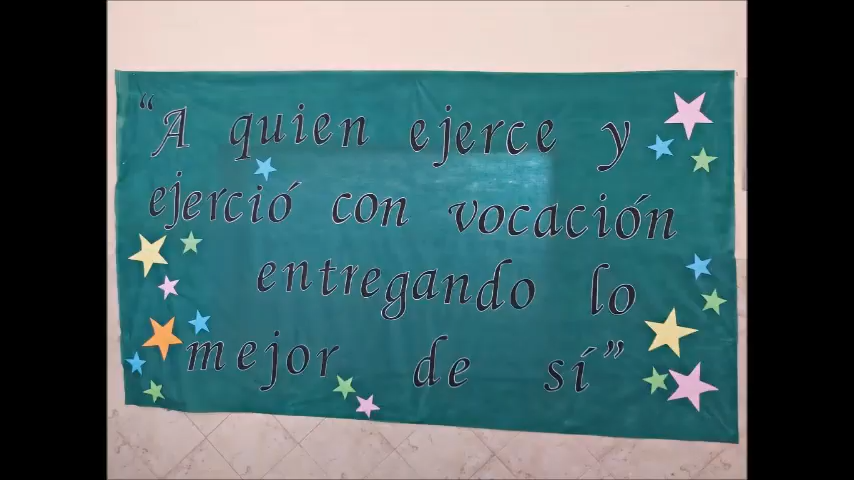 “A quien ejerce y
ejerció con vocación
entregando lo
mejor de sí”